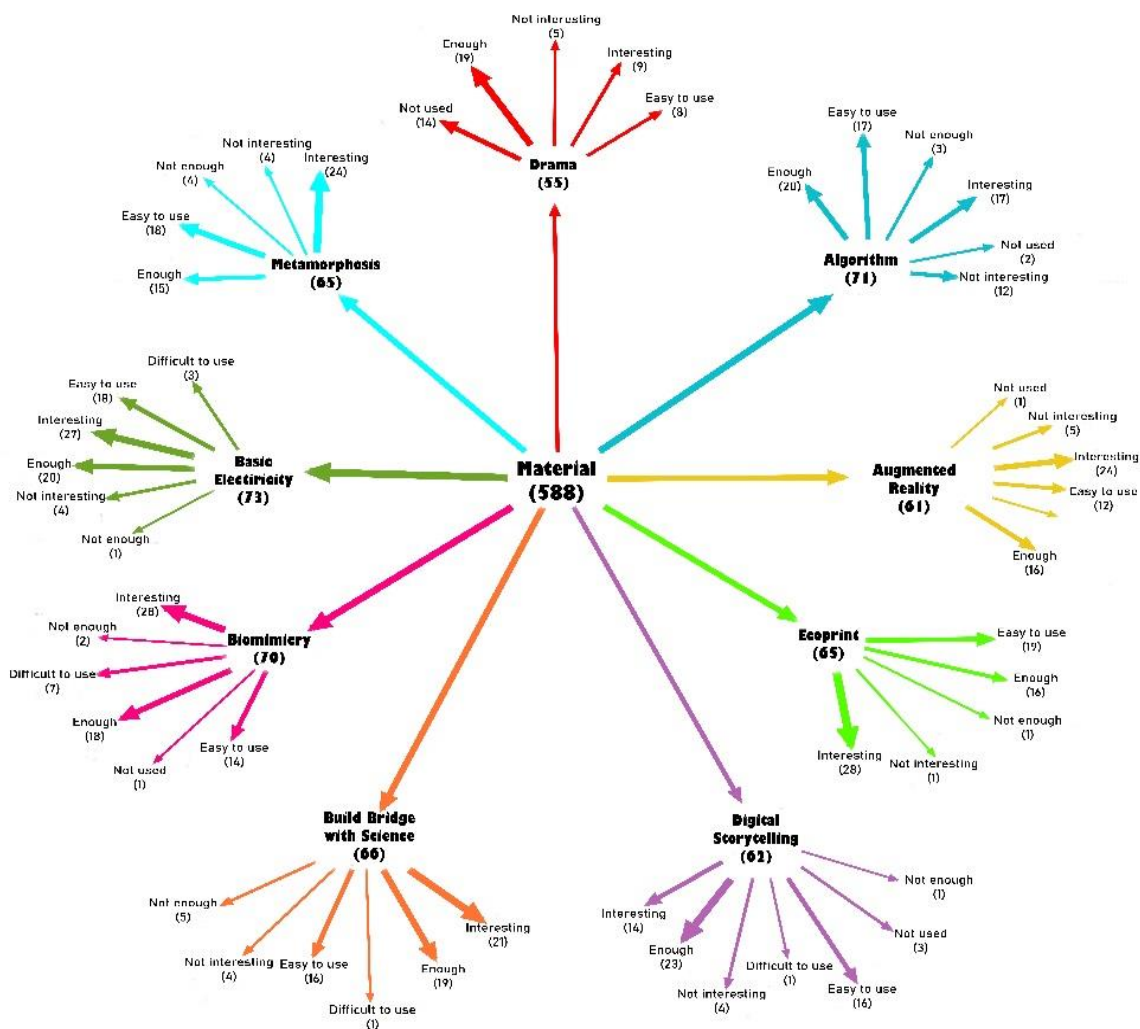 Not interesting
(5)
Enough
(19)
Interesting
(9)
Not used
(14)
Easy to use
(8)
Drama
(55)
Easy to use
(17)
Not enough
(3)
Enough
(20)
Interesting
(17)
Not used
(2)
Not interesting
(12)
Algorithm
(71)
Not interesting
(4)
Interesting
(24)
Not enough
(4)
Easy to use
(18)
Enough
(15)
Metamorphosis
(65)
Difficult to use
(3)
Easy to use
(18)
Interesting
(27)
Enough
(20)
Not interesting
(4)
Not enough
(1)
Basic
Electiricity
(73)
Material
(588)
Not used
(1)
Not interesting
(5)
Interesting
(24)
Easy to use
(12)
Enough
(16)
Augmented
Reality
(61)
Interesting
(28)
Not enough
(2)
Difficult to use
(7)
Enough
(18)
Not used
(1)
Easy to use
(14)
Biomimicry
(70)
Ecoprint
(65)
Easy to use
(19)
Enough
(16)
Not enough
(1)
Not interesting
(1)
Interesting
(28)
Build Bridge
with Science
(66)
Not enough
(5)
Not interesting
(4)
Easy to use
(16)
Difficult to use
(1)
Enough
(19)
Interesting
(21)
Digital
Scorytelling
(62)
Interesting
(14)
Enough
(23)
Not interesting
(4)
Difficult to use
(1)
Easy to use
(16)
Not used
(3)
Not enough
(1)